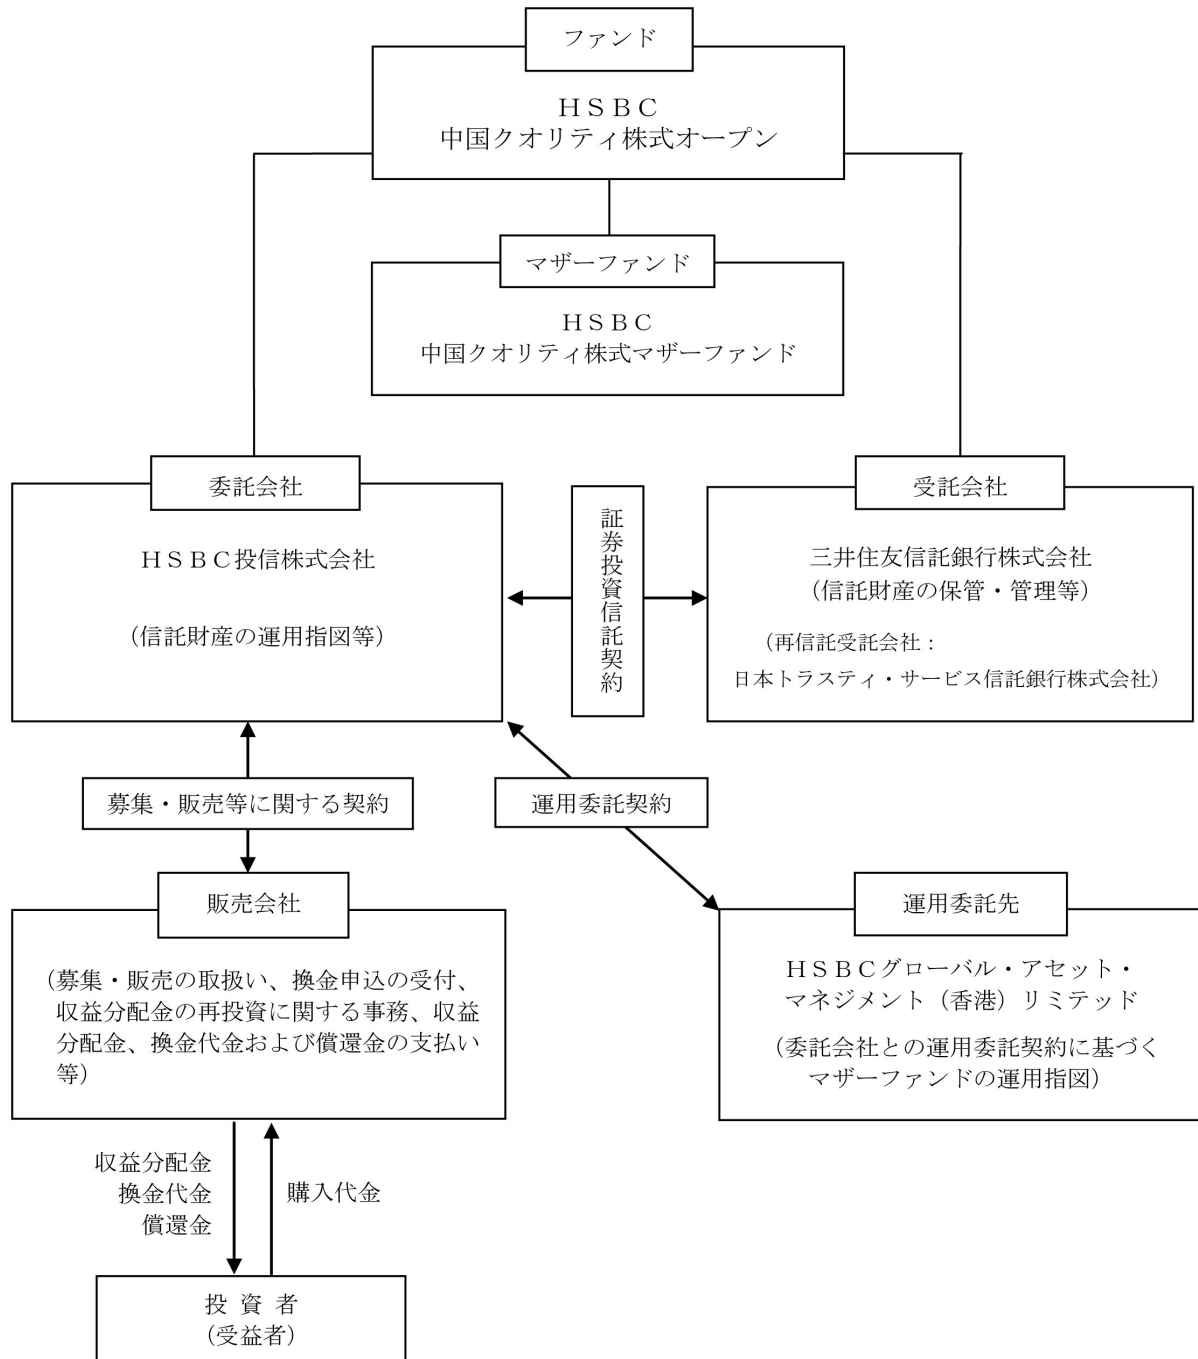 ファンド
ＨＳＢＣ
中国クオリティ株式オープン
マザーファンド
ＨＳＢＣ
中国クオリティ株式マザーファンド
委託会社
ＨＳＢＣ投信株式会社
（信託財産の運用指図等）
証券投資信託契約
受託会社
三井住友信託銀行株式会社
（信託財産の保管・管理等）
（再信託受託会社：
日本トラスティ・サービス信託銀行株式会社）
募集・販売等に関する契約
運用委託契約
販売会社
（募集・販売の取扱い、換金申込の受付、
収益分配金の再投資に関する事務、収益
分配金、換金代金および償還金の支払い
等）
運用委託先
ＨＳＢＣグローバル・アセット・
マネジメント（香港）リミテッド
（委託会社との運用委託契約に基づく
マザーファンドの運用指図）
収益分配金
換金代金
償還金
購入代金
投 資 者
（受益者）